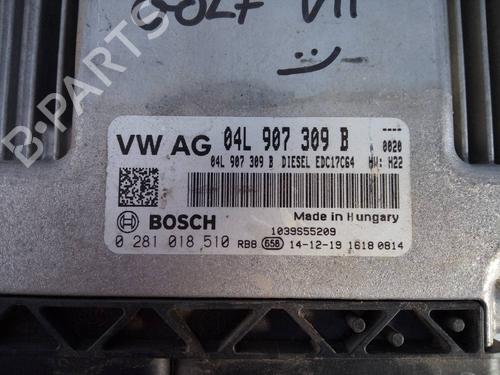 GOLF VII
VW AG 04L 907 309 B
0020
04L 907 309 B DIESEL EDC17C64 HW: H22
Made in Hungary
BOSCH
1039S55209
0 281 018 510 RB8 658 14-12-19 1618 0814
B-PARTS